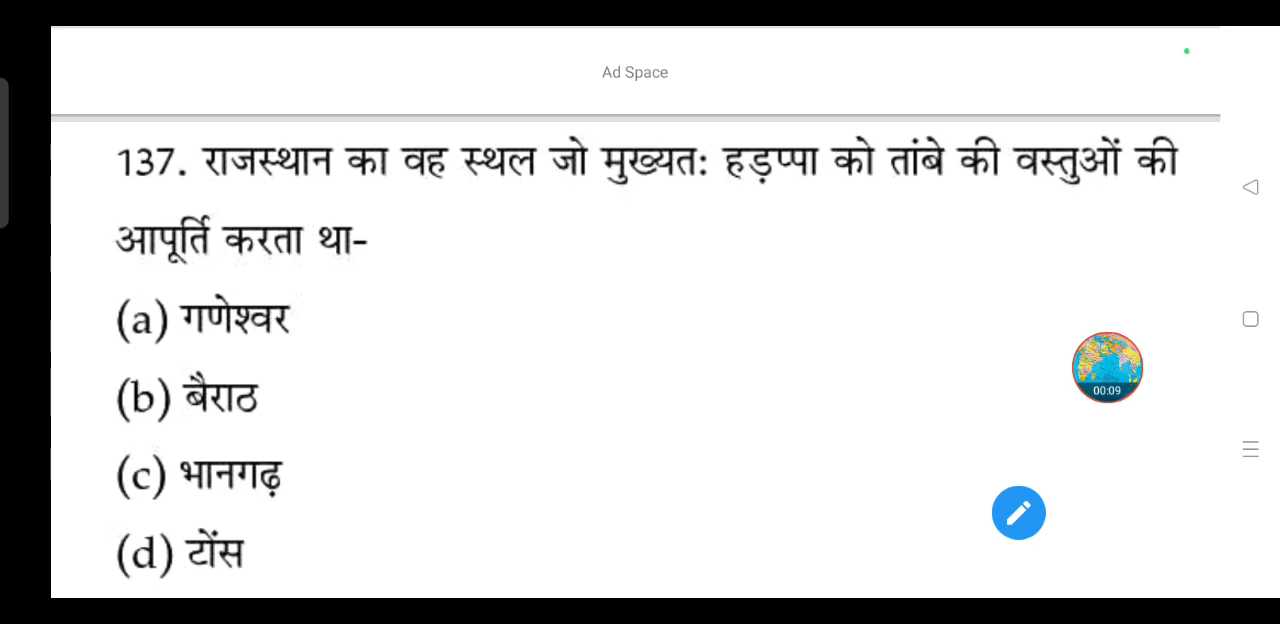 Ad Space
137. राजस्थान का वह स्थल जो मुख्यत: हड़प्पा को तांबे की वस्तुओं की
आपूर्ति करता था-
(a) गणेश्वर
(b) बैराठ
00:09
(c) भानगढ़
(d) टोंस